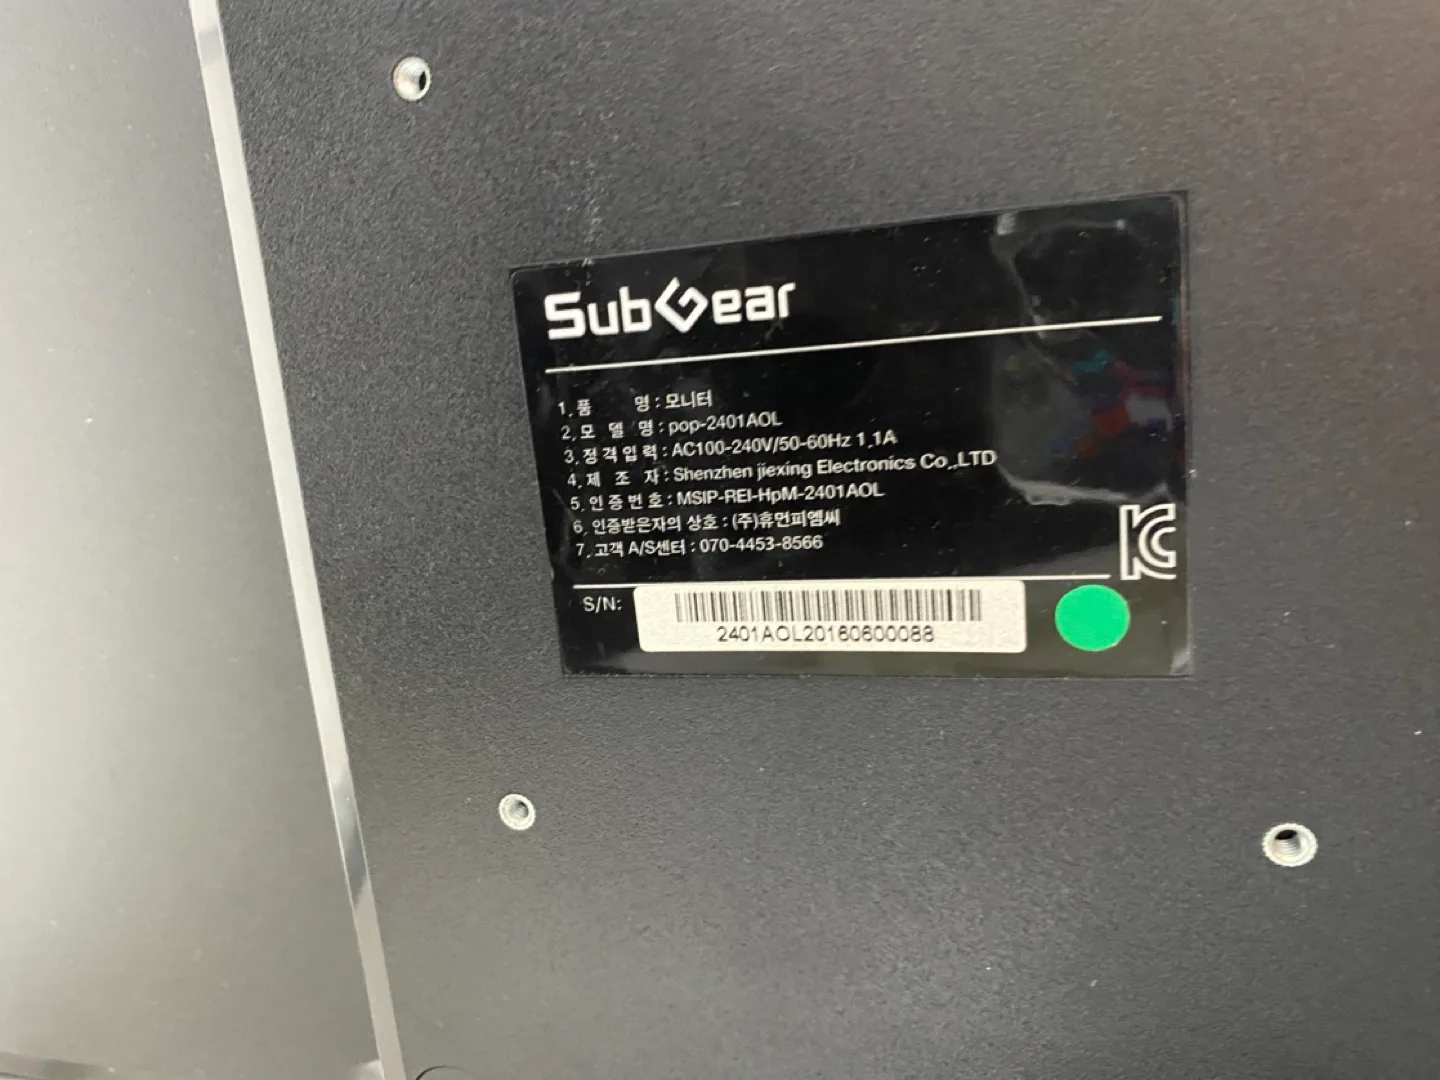 SubGear
1. 품 명 : 모니터
2. 모 델 명 : pop-2401AOL
3. 정 격 입 력 : AC100-240V/50-60Hz 1.1A
4. 제 조 자 : Shenzhen jiexing Electronics Co.,LTD
5. 인 증 번 호 : MSIP-REI-HpM-2401AOL
6. 인증받은자의 상호 : (주)휴먼피엠씨
7. 고객 A/S센터 : 070-4453-8566
KC
S/N:
2401AOL20160600088